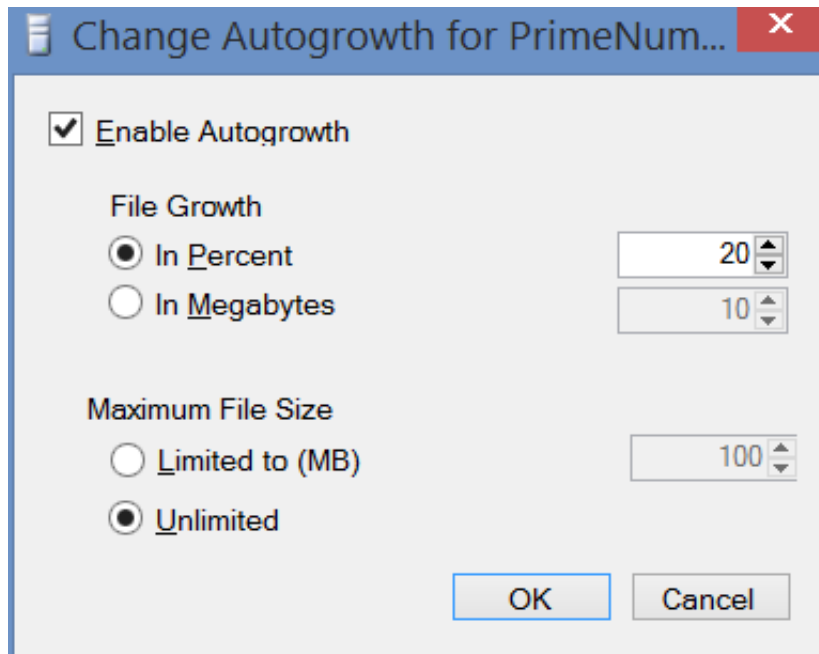 Change Autogrowth for PrimeNum...
Enable Autogrowth
File Growth
In Percent 20
In Megabytes 10
Maximum File Size
Limited to (MB) 100
Unlimited
OK Cancel